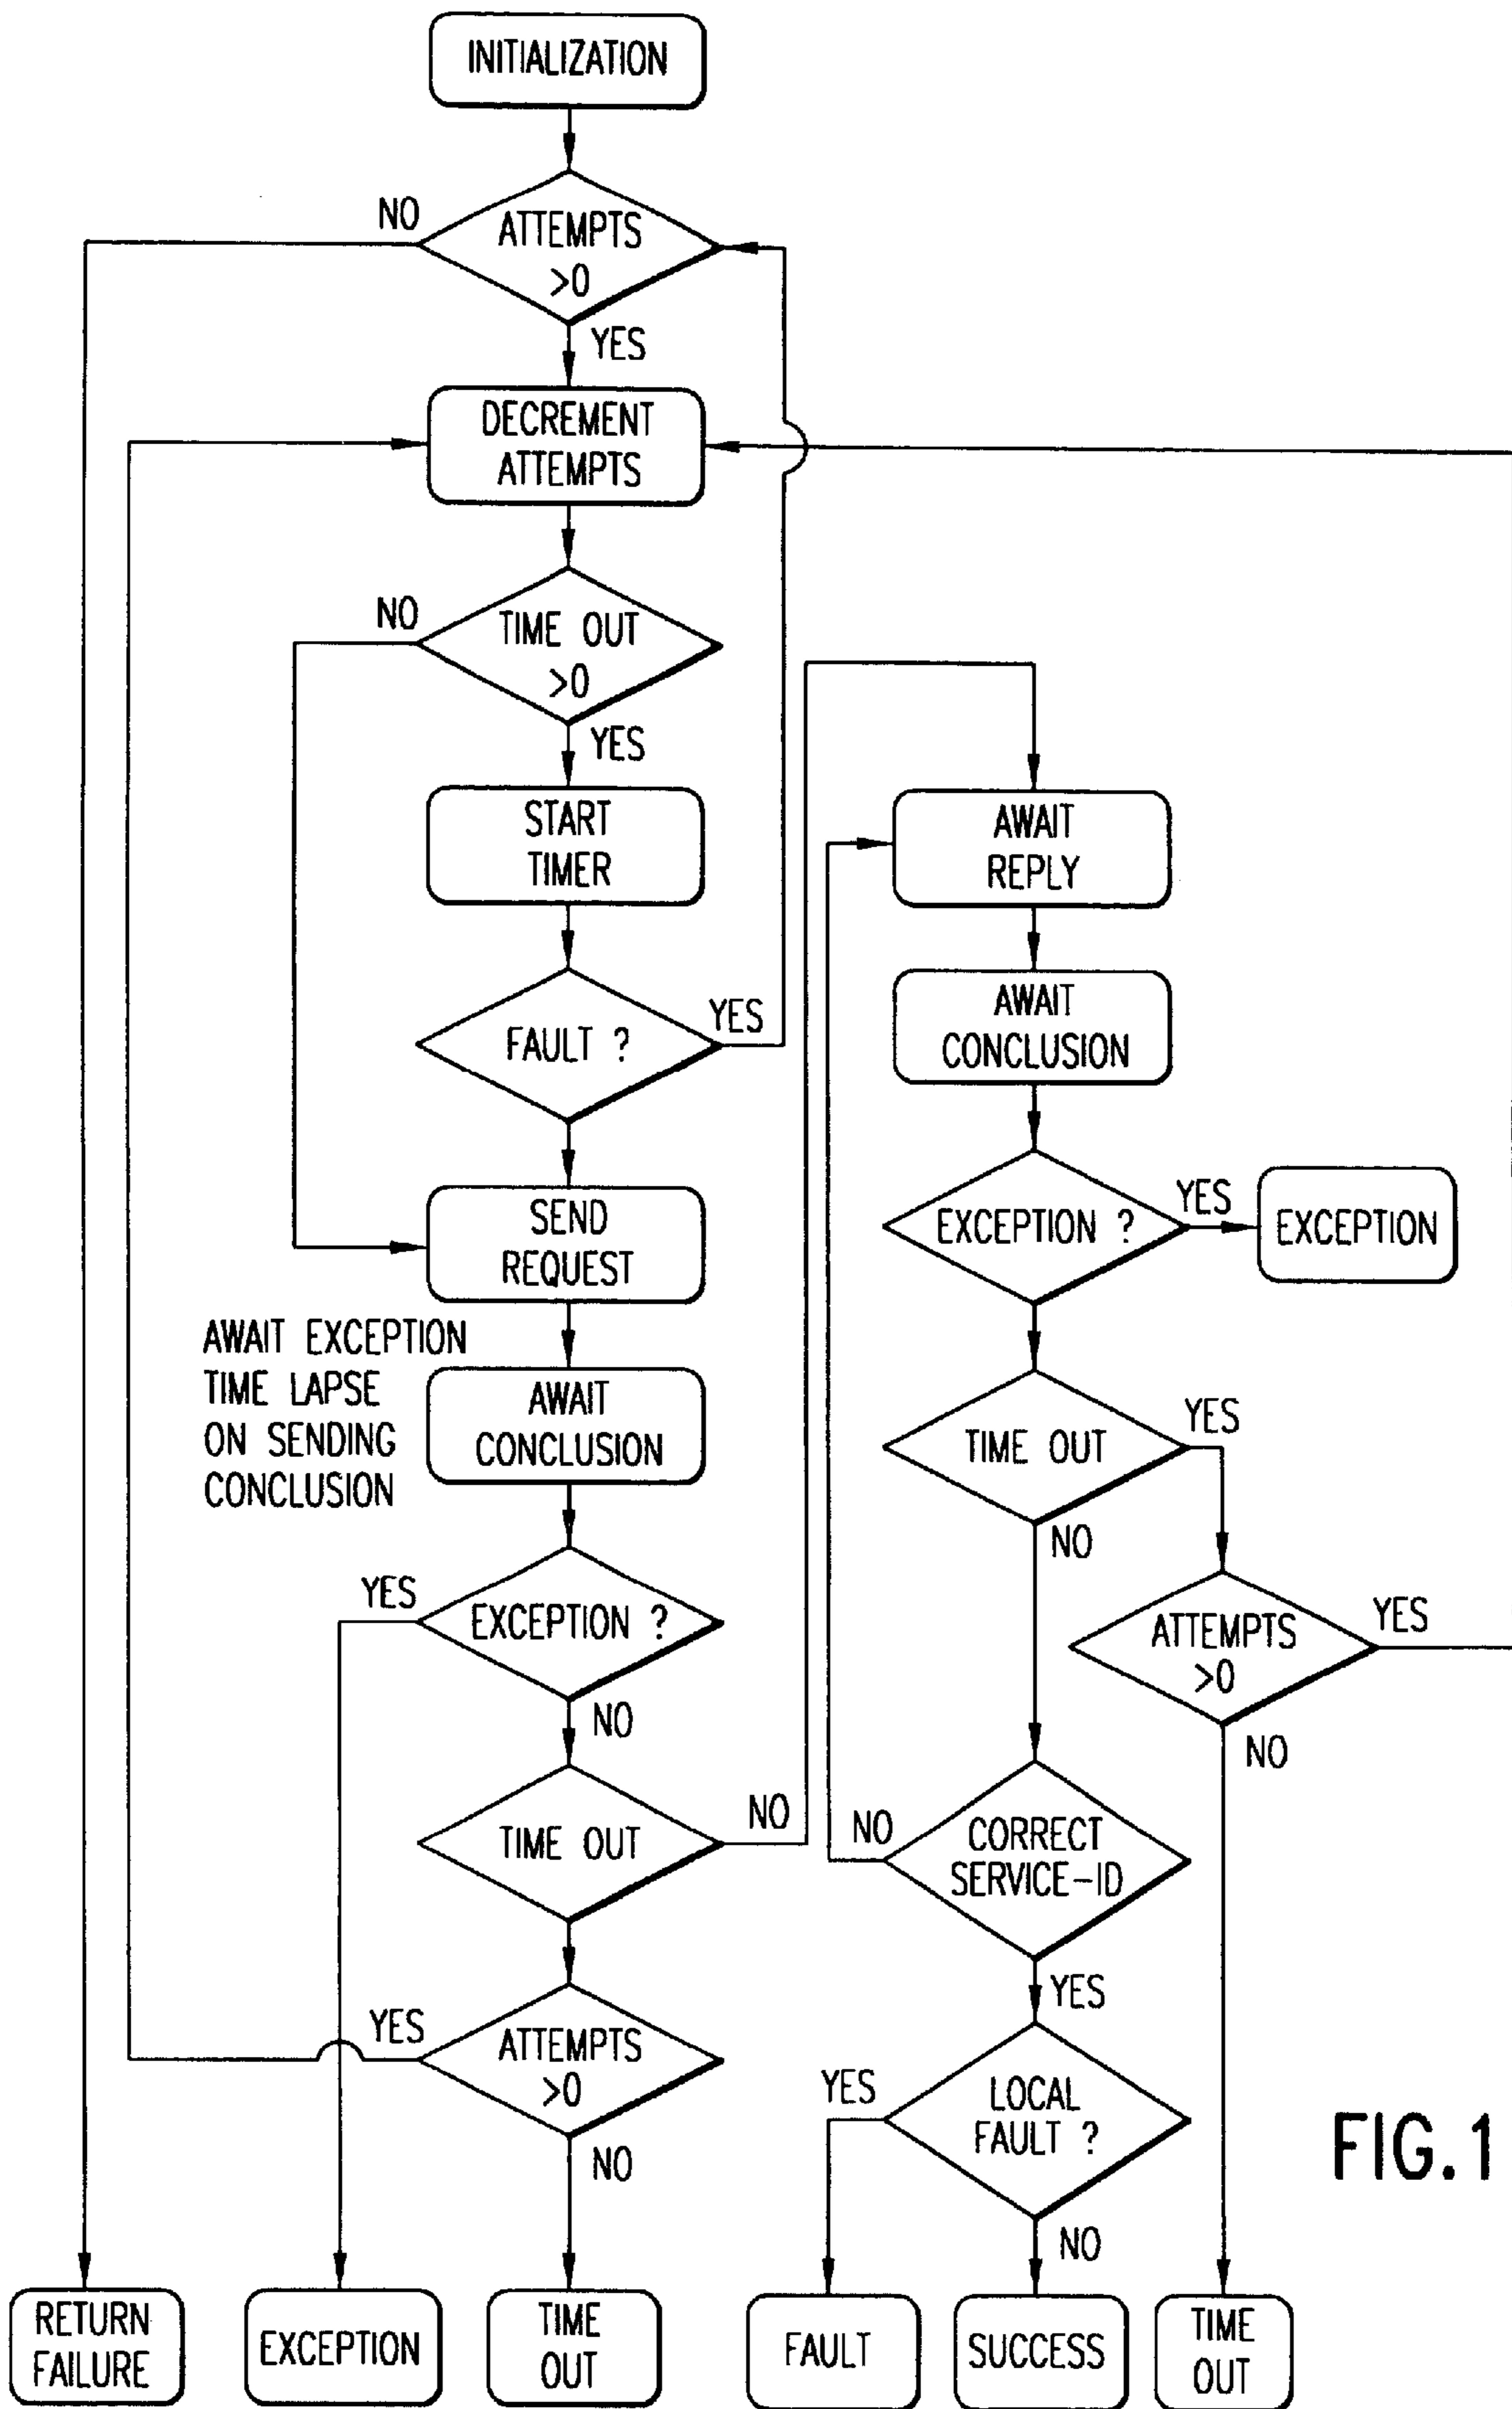 INITIALIZATION
NO
ATTEMPTS
>0
YES
DECREMENT
ATTEMPTS
NO
TIME OUT
>0
YES
START
TIMER
FAULT ?
YES
SEND
REQUEST
AWAIT EXCEPTION
TIME LAPSE
ON SENDING
CONCLUSION
AWAIT
CONCLUSION
YES
EXCEPTION ?
NO
TIME OUT
NO
YES
ATTEMPTS
>0
NO
RETURN
FAILURE
EXCEPTION
TIME
OUT
AWAIT
REPLY
AWAIT
CONCLUSION
EXCEPTION ?
YES
EXCEPTION
TIME OUT
YES
NO
ATTEMPTS
>0
YES
NO
NO
CORRECT
SERVICE-ID
YES
YES
LOCAL
FAULT ?
NO
FAULT
SUCCESS
TIME
OUT
FIG.1